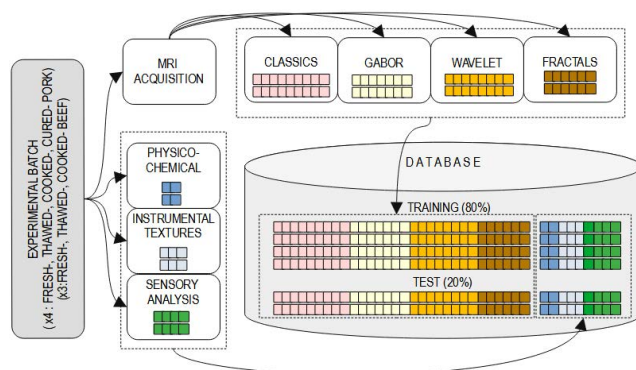 EXPERIMENTAL BATCH
(x4 : FRESH-, THAWED-, COOKED-, CURED- PORK)
(x3:FRESH-, THAWED-, COOKED-BEEF)
MRI
ACQUISITION
CLASSICS
GABOR
WAVELET
FRACTALS
PHYSICO-
CHEMICAL
INSTRUMENTAL
TEXTURES
SENSORY
ANALYSIS
DATABASE
TRAINING (80%)
TEST (20%)